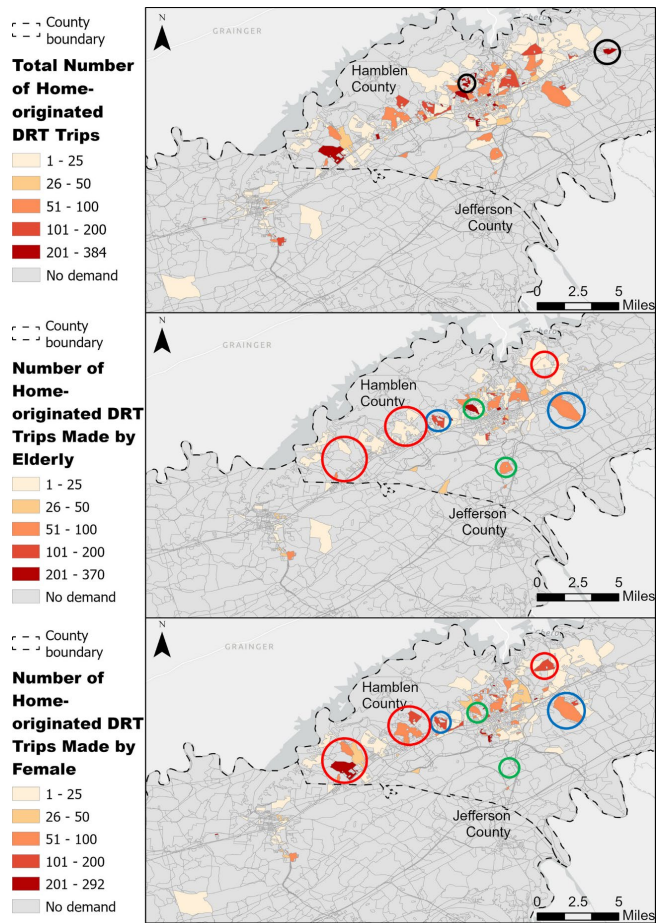 County
boundary
Total Number
of Home-
originated
DRT Trips
1 - 25
26 - 50
51 - 100
101 - 200
201 - 384
No demand
N
GRAINGER
Hamblen
County
Jefferson
County
0 2.5 5
Miles
County
boundary
Number of
Home-
originated DRT
Trips Made by
Elderly
1 - 25
26 - 50
51 - 100
101 - 200
201 - 370
No demand
N
GRAINGER
Hamblen
County
Jefferson
County
0 2.5 5
Miles
County
boundary
Number of
Home-
originated DRT
Trips Made by
Female
1 - 25
26 - 50
51 - 100
101 - 200
201 - 292
No demand
N
GRAINGER
Hamblen
County
Jefferson
County
0 2.5 5
Miles